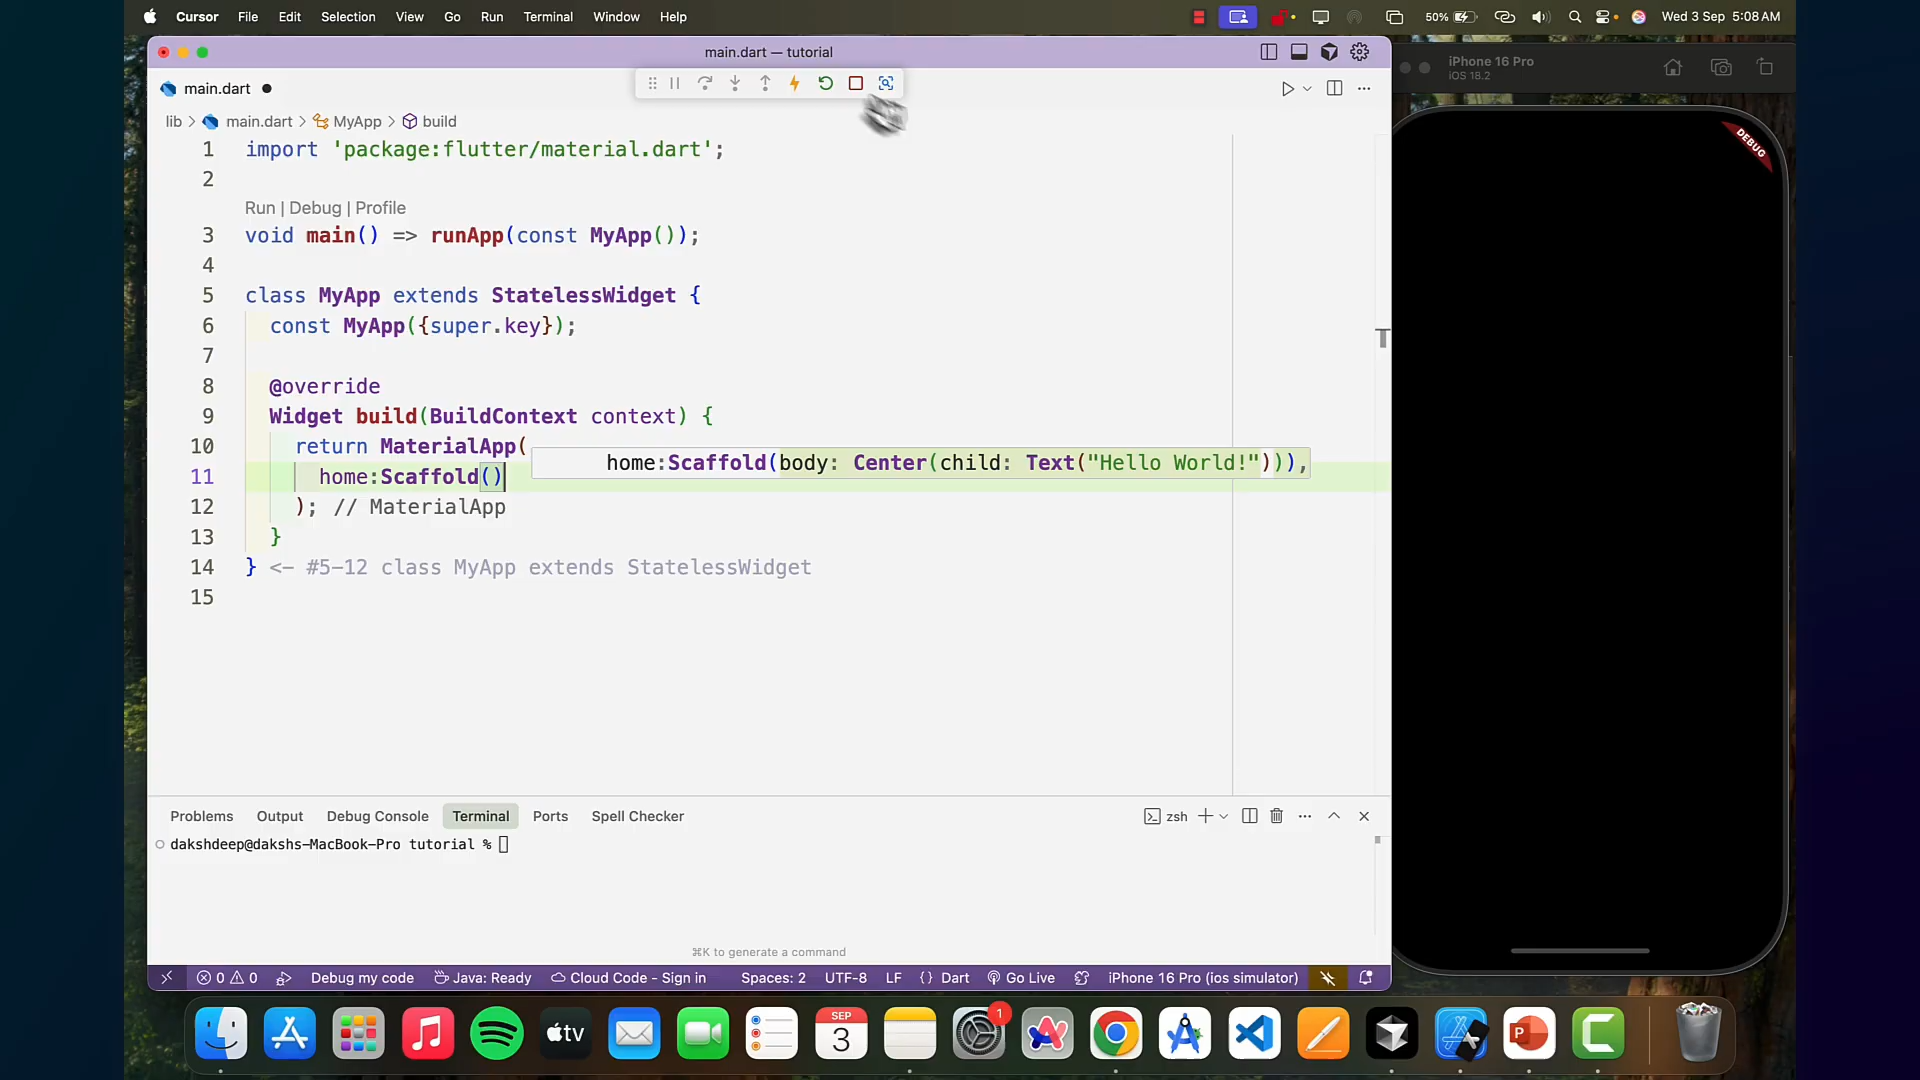 Cursor File Edit Selection View Go Run Terminal Window Help
50% Wed 3 Sep 5:08 AM
main.dart — tutorial
iPhone 16 Pro
iOS 18.2
main.dart
lib > main.dart > MyApp > build
DEBUG
1 import 'package:flutter/material.dart';
2
Run | Debug | Profile
3 void main() => runApp(const MyApp());
4
5 class MyApp extends StatelessWidget {
6 const MyApp({super.key});
7
8 @override
9 Widget build(BuildContext context) {
10 return MaterialApp(
home:Scaffold(body: Center(child: Text("Hello World!"))),
11 home:Scaffold()
12 ); // MaterialApp
13 }
14 } <- #5-12 class MyApp extends StatelessWidget
15
Problems Output Debug Console Terminal Ports Spell Checker
zsh
dakshdeep@dakshs-MacBook-Pro tutorial %
⌘K to generate a command
0 0 Debug my code Java: Ready Cloud Code - Sign in Spaces: 2 UTF-8 LF {} Dart Go Live iPhone 16 Pro (ios simulator)
SEP
3
tv
1
P
C